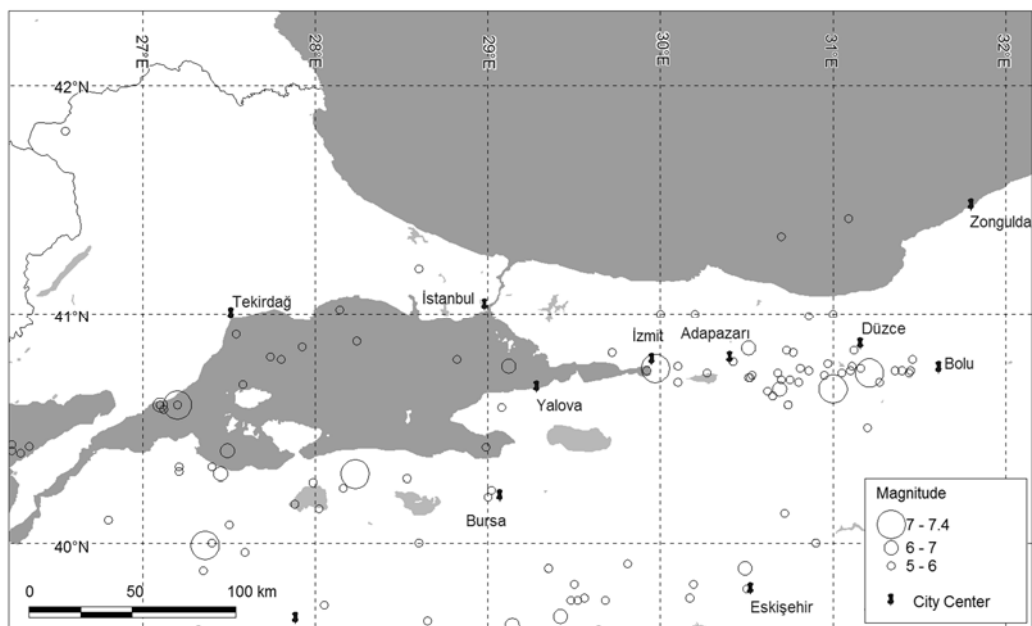 27°E
28°E
29°E
30°E
31°E
32°E
42°N
Zongulda
41°N
Tekirdağ
İstanbul
İzmit
Adapazarı
Düzce
Bolu
Yalova
Bursa
40°N
Eskişehir
Magnitude
7 - 7.4
6 - 7
5 - 6
City Center
0 50 100 km